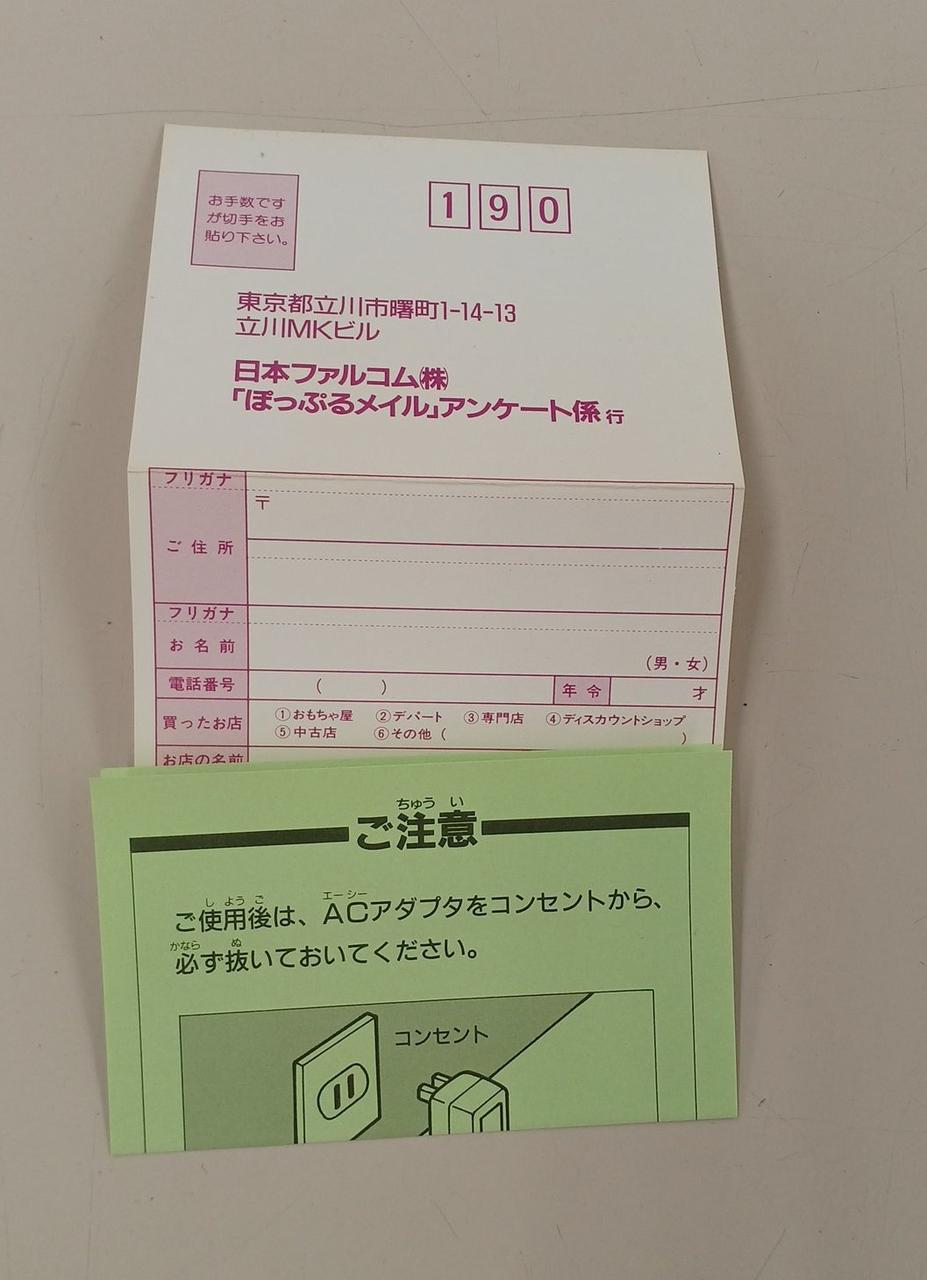 お手数です
が切手をお
貼り下さい。
190
東京都立川市曙町1-14-13
立川MKビル
日本ファルコム㈱
「ぽっぷるメイル」アンケート係 行
フリガナ
〒
ご住所
フリガナ
お名前
(男・女)
電話番号 ( ) 年令 才
買ったお店 ①おもちゃ屋 ②デパート ③専門店 ④ディスカウントショップ
⑤中古店 ⑥その他 ( )
お店の名前
ちゅう い
ご注意
し よう ご エーシー
ご使用後は、ACアダプタをコンセントから、
かなら ぬ
必ず抜いておいてください。
コンセント